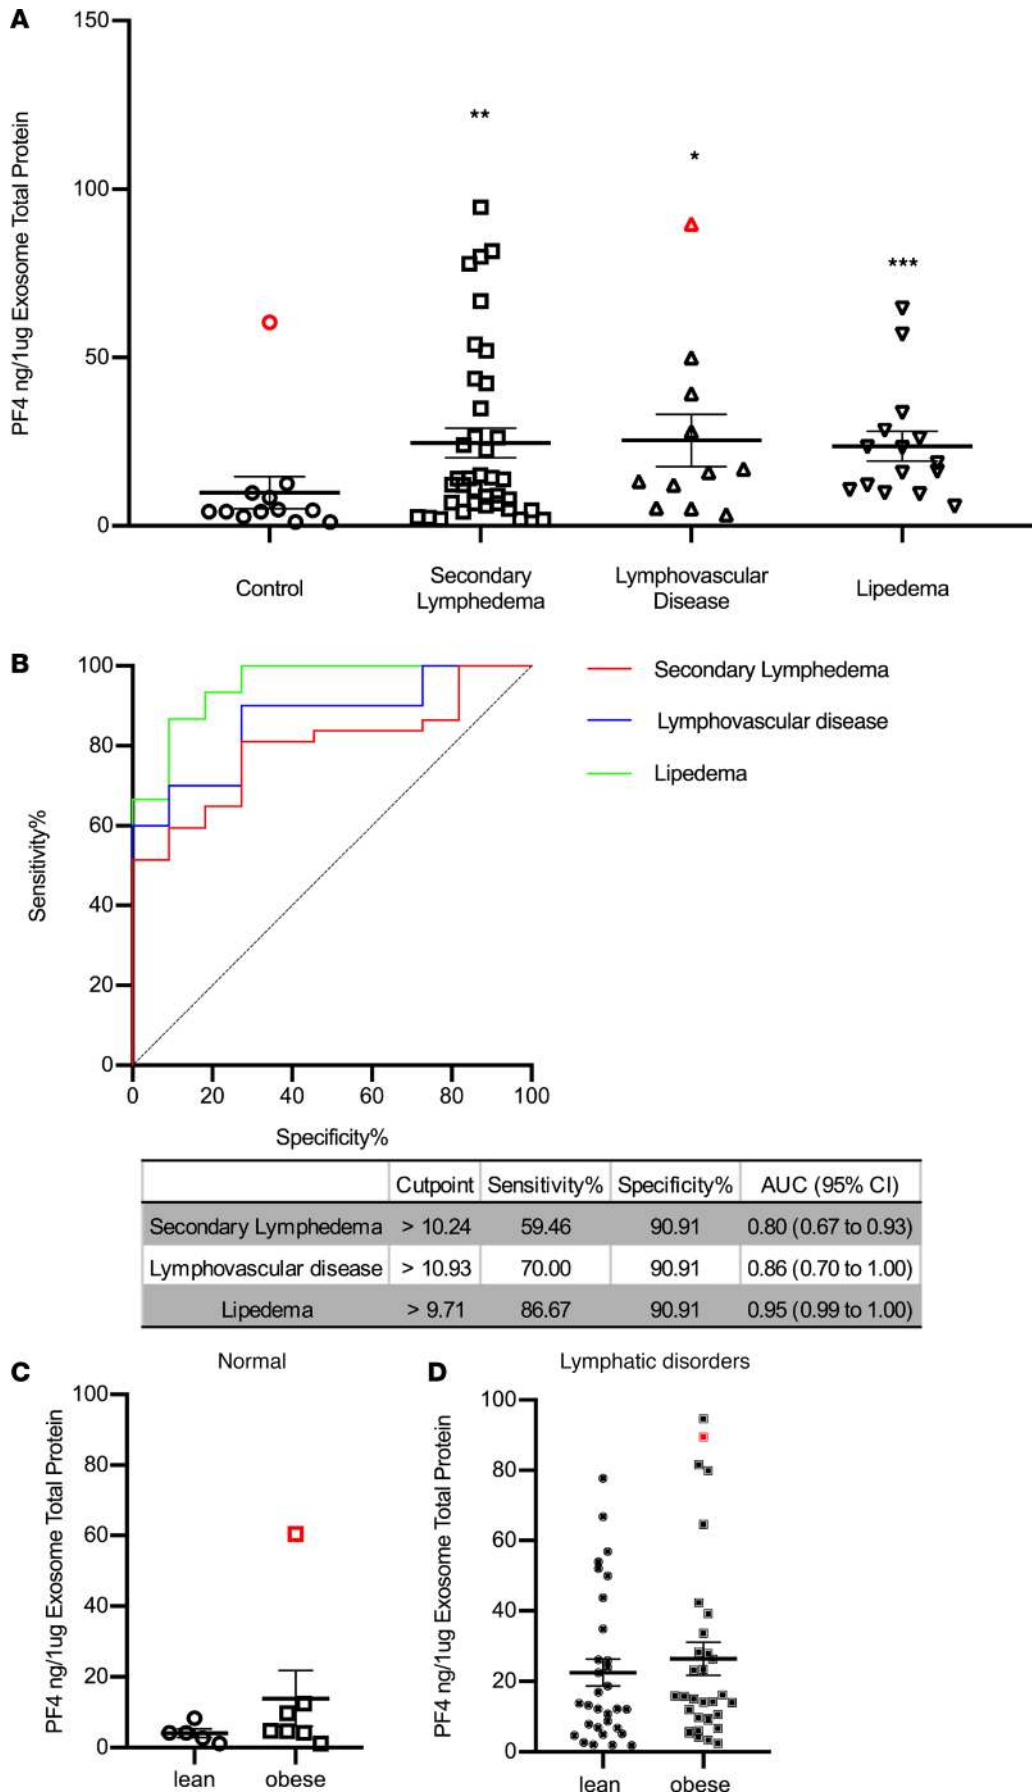 A
150
100
50
0
PF4 ng/1ug Exosome Total Protein
**
*
***
Control
Secondary
Lymphedema
Lymphovascular
Disease
Lipedema
B
100
80
60
40
20
0
Sensitivity%
0 20 40 60 80 100
Specificity%
Secondary Lymphedema
Lymphovascular disease
Lipedema
Cutpoint Sensitivity% Specificity% AUC (95% CI)
Secondary Lymphedema > 10.24 59.46 90.91 0.80 (0.67 to 0.93)
Lymphovascular disease > 10.93 70.00 90.91 0.86 (0.70 to 1.00)
Lipedema > 9.71 86.67 90.91 0.95 (0.99 to 1.00)
C
Normal
100
80
60
40
20
0
PF4 ng/1ug Exosome Total Protein
lean obese
D
Lymphatic disorders
100
80
60
40
20
0
PF4 ng/1ug Exosome Total Protein
lean obese